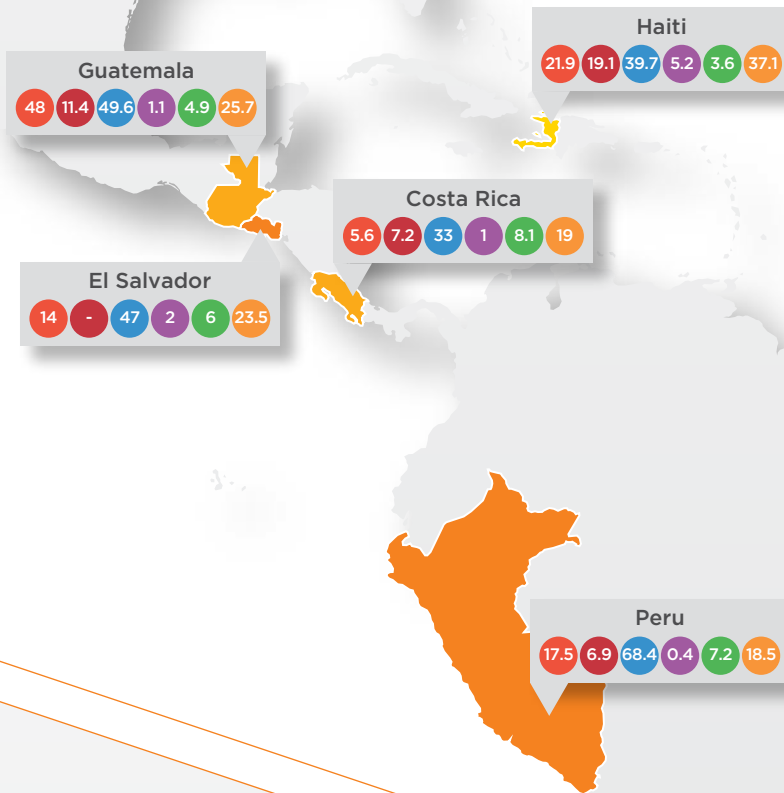 Haiti
21.9 19.1 39.7 5.2 3.6 37.1
Guatemala
48 11.4 49.6 1.1 4.9 25.7
Costa Rica
5.6 7.2 33 1 8.1 19
El Salvador
14 - 47 2 6 23.5
Peru
17.5 6.9 68.4 0.4 7.2 18.5